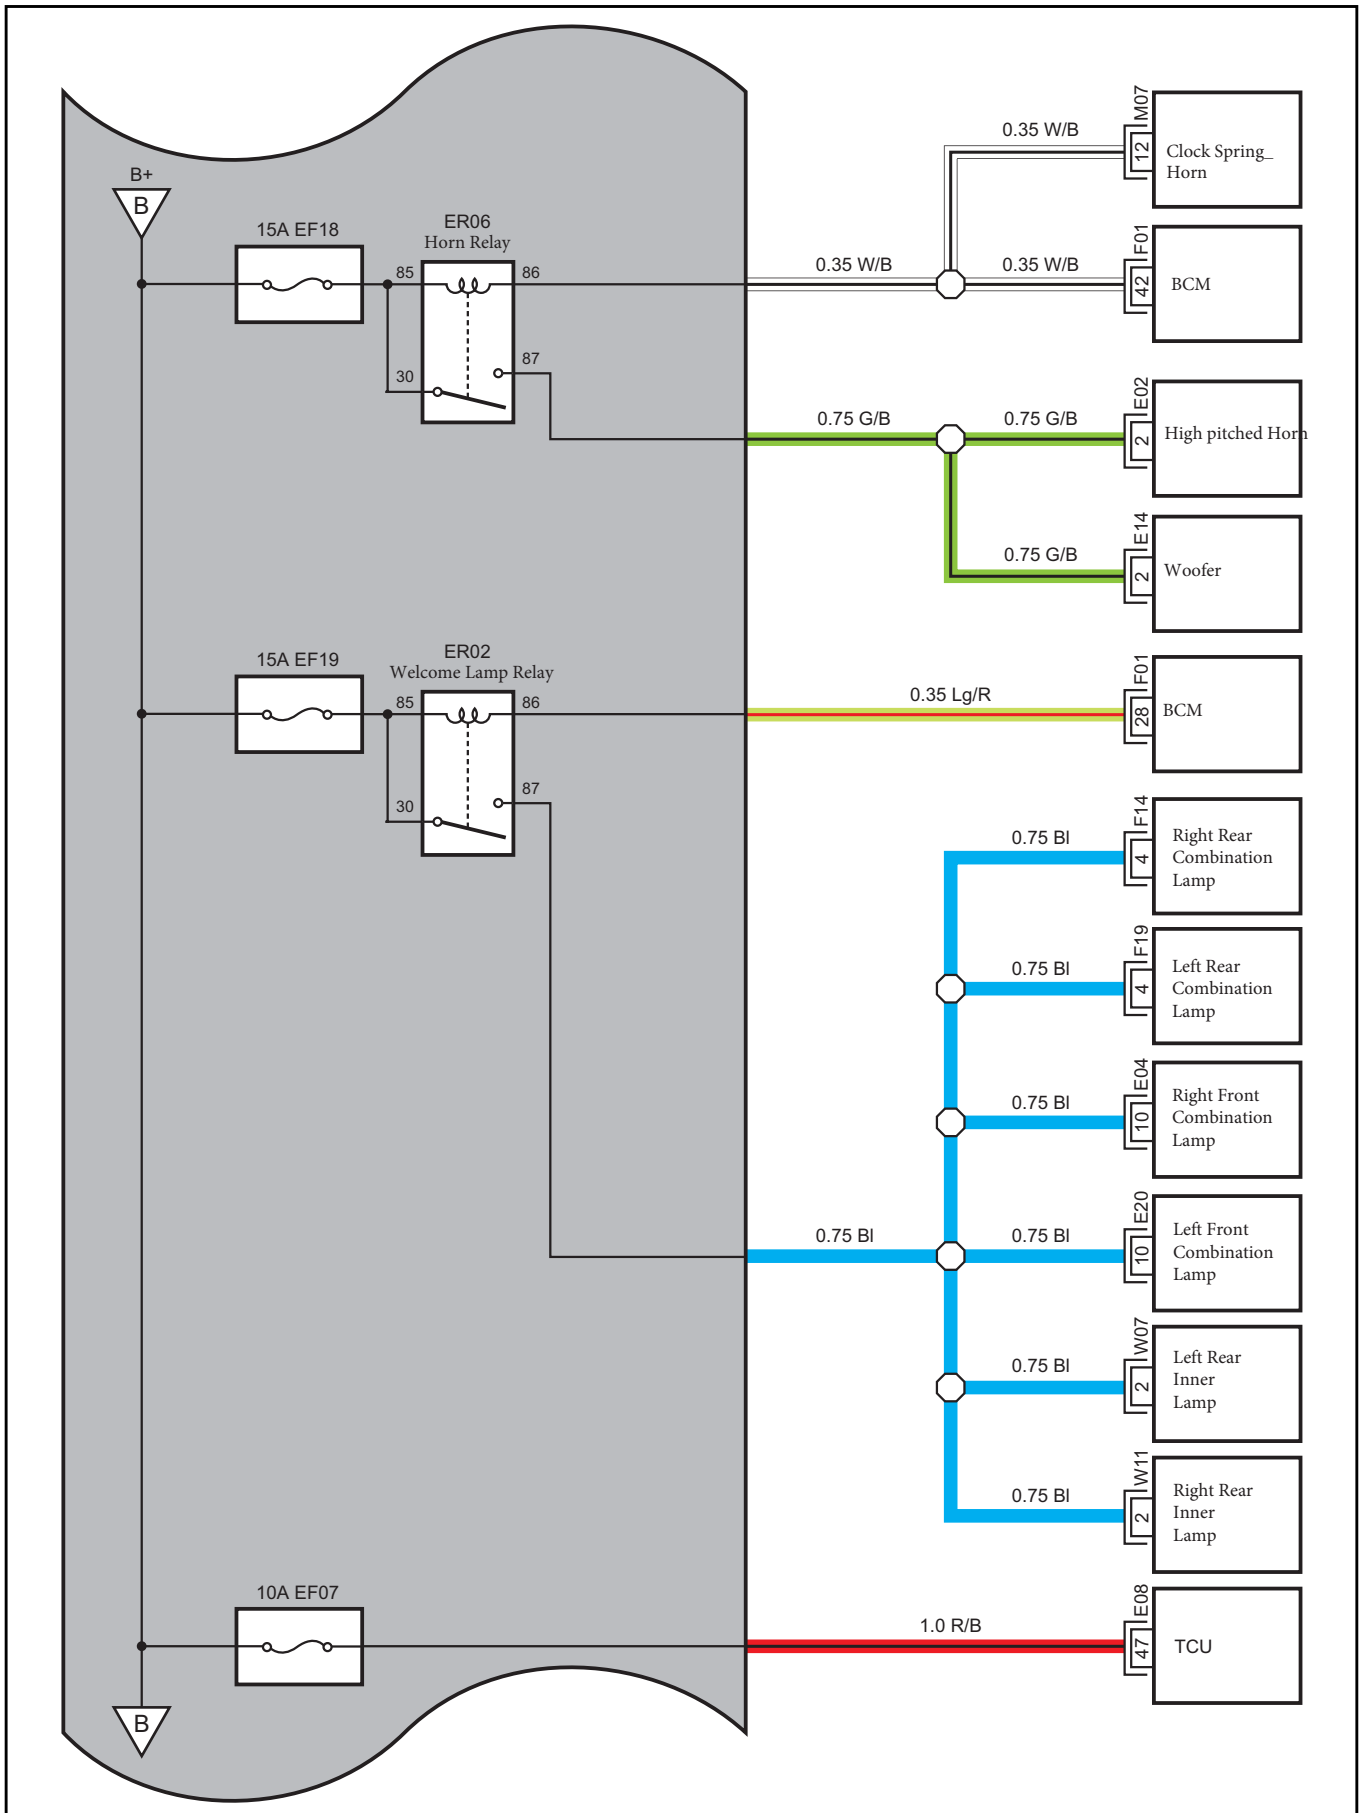 B+
B
15A EF18
ER06
Horn Relay
85
86
30
87
0.35 W/B
0.35 W/B
0.35 W/B
12
M07
Clock Spring_
Horn
42
F01
BCM
0.75 G/B
0.75 G/B
0.75 G/B
2
E02
High pitched Horn
2
E14
Woofer
15A EF19
ER02
Welcome Lamp Relay
85
86
30
87
0.35 Lg/R
28
F01
BCM
0.75 Bl
4
F14
Right Rear
Combination
Lamp
0.75 Bl
4
F19
Left Rear
Combination
Lamp
0.75 Bl
10
E04
Right Front
Combination
Lamp
0.75 Bl
0.75 Bl
10
E20
Left Front
Combination
Lamp
0.75 Bl
2
W07
Left Rear
Inner
Lamp
0.75 Bl
2
W11
Right Rear
Inner
Lamp
10A EF07
1.0 R/B
47
E08
TCU
B